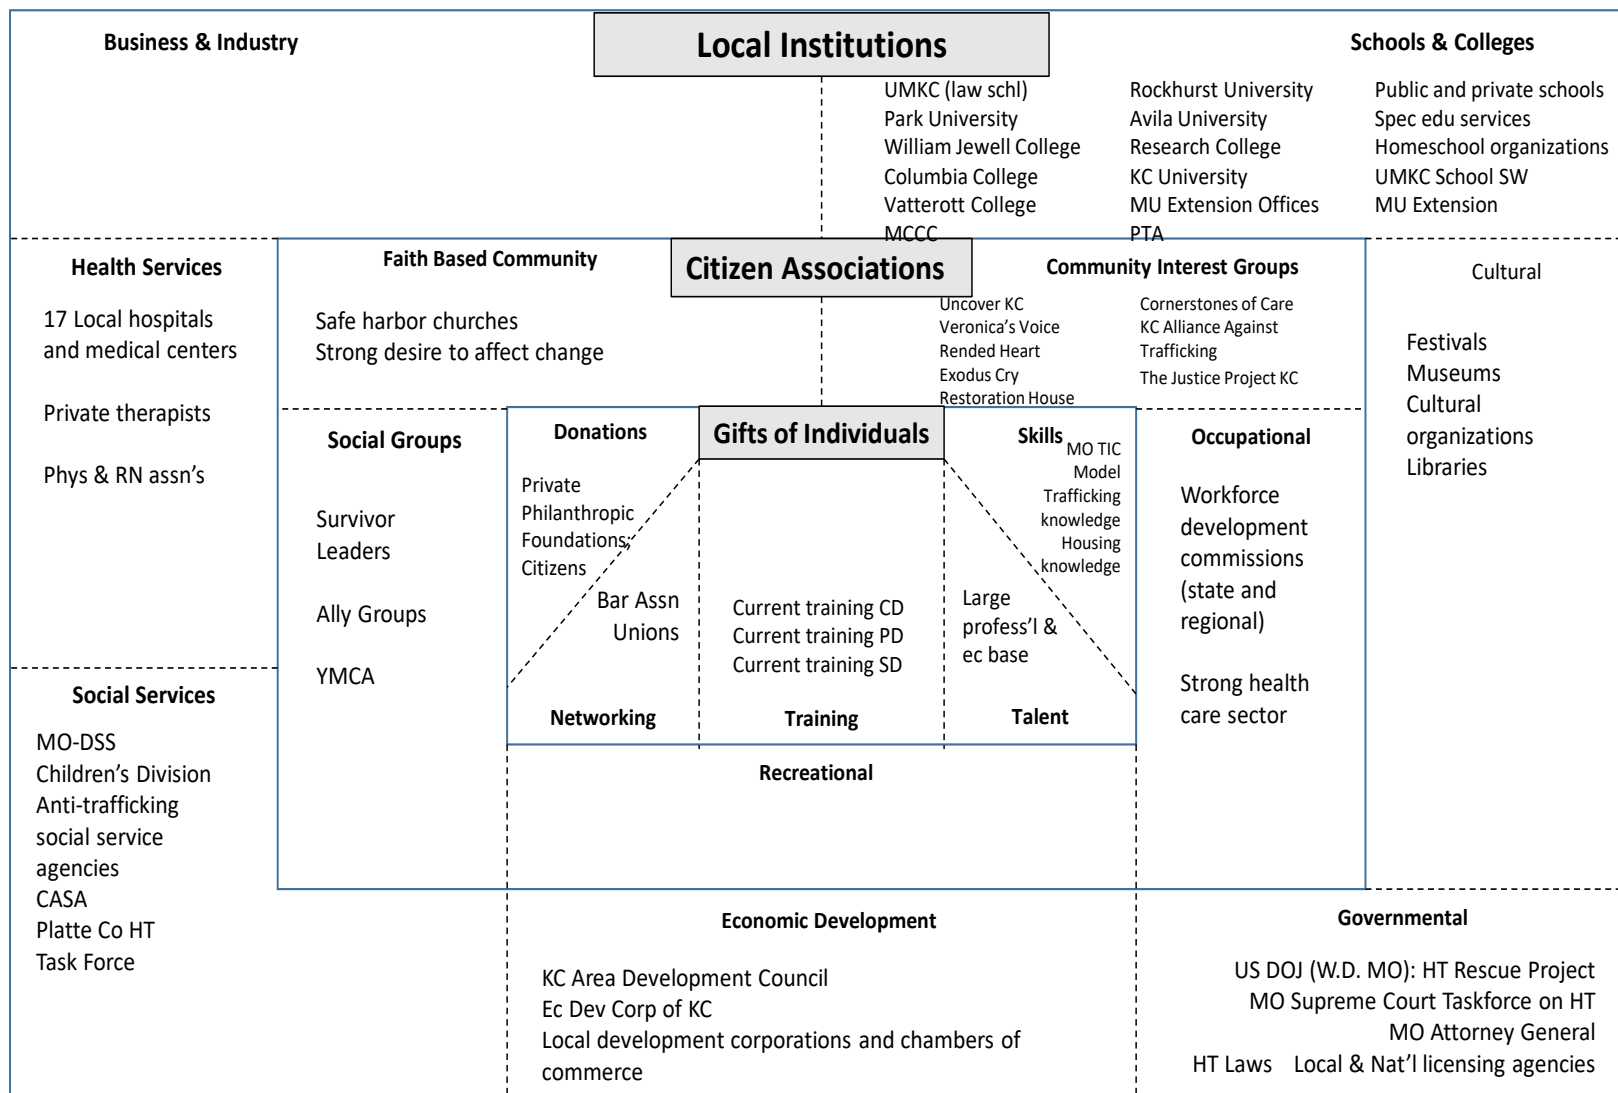 Local Institutions
Business & Industry
Schools & Colleges
UMKC (law schl)
Park University
William Jewell College
Columbia College
Vatterott College
MCCC
Rockhurst University
Avila University
Research College
KC University
MU Extension Offices
PTA
Public and private schools
Spec edu services
Homeschool organizations
UMKC School SW
MU Extension
Health Services
17 Local hospitals
and medical centers
Private therapists
Phys & RN assn's
Citizen Associations
Faith Based Community
Safe harbor churches
Strong desire to affect change
Community Interest Groups
Uncover KC
Veronica's Voice
Rended Heart
Exodus Cry
Restoration House
Cornerstones of Care
KC Alliance Against
Trafficking
The Justice Project KC
Cultural
Festivals
Museums
Cultural
organizations
Libraries
Social Groups
Survivor
Leaders
Ally Groups
YMCA
Gifts of Individuals
Donations
Private
Philanthropic
Foundations;
Citizens
Skills
MO TIC
Model
Trafficking
knowledge
Housing
knowledge
Bar Assn
Unions
Networking
Current training CD
Current training PD
Current training SD
Training
Large
profess'l &
ec base
Talent
Occupational
Workforce
development
commissions
(state and
regional)
Strong health
care sector
Recreational
Social Services
MO-DSS
Children's Division
Anti-trafficking
social service
agencies
CASA
Platte Co HT
Task Force
Economic Development
KC Area Development Council
Ec Dev Corp of KC
Local development corporations and chambers of
commerce
Governmental
US DOJ (W.D. MO): HT Rescue Project
MO Supreme Court Taskforce on HT
MO Attorney General
HT Laws Local & Nat'l licensing agencies